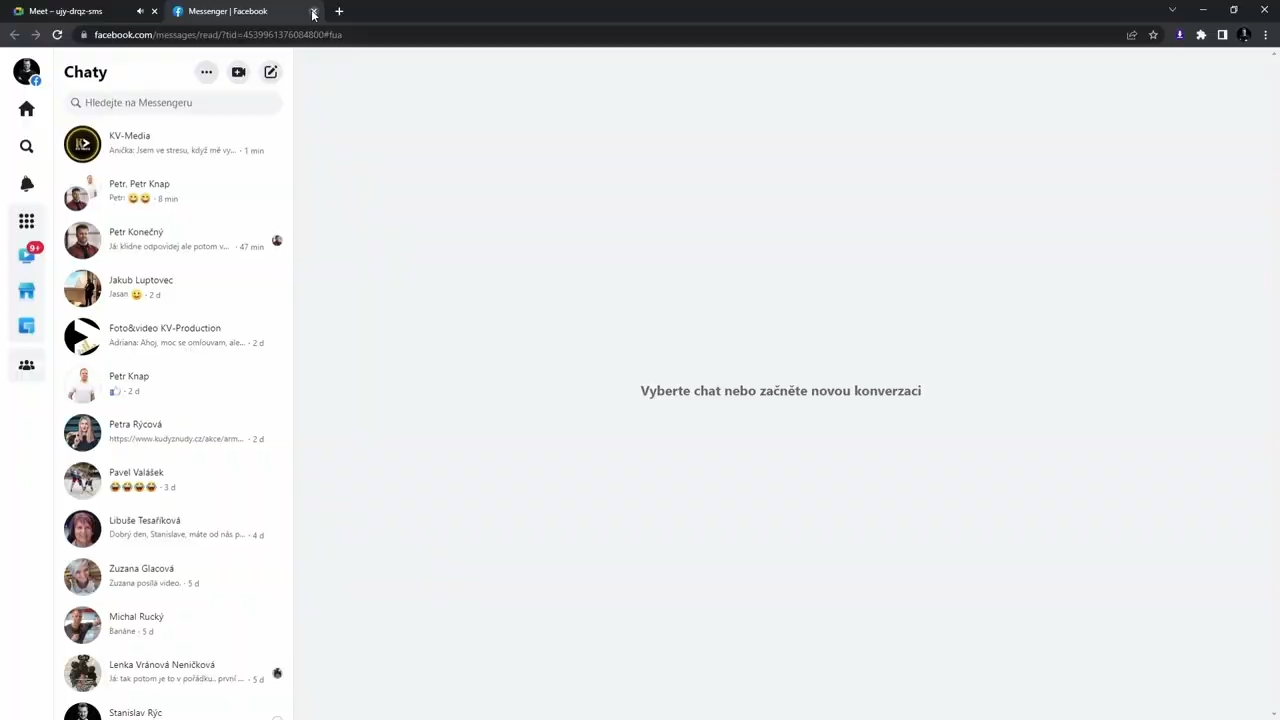 Meet – ujy-drqz-sms
Messenger | Facebook
facebook.com/messages/read/?tid=4539961376084800#fua
Chaty
Hledejte na Messengeru
KV-Media
Anička: Jsem ve stresu, když mě vy... · 1 min
Petr, Petr Knap
Petr: 😄😄 · 8 min
Petr Konečný
Já: klidne odpovidej ale potom v... · 47 min
Jakub Luptovec
Jasan 🙂 · 2 d
Foto&video KV-Production
Adriana: Ahoj, moc se omlouvam, ale... · 2 d
9+
Petr Knap
👍 · 2 d
Petra Rýcová
https://www.kudyznudy.cz/akce/arm... · 2 d
Pavel Valášek
😂😂😂😂 · 3 d
Libuše Tesaříková
Dobrý den, Stanislave, máte od nás p... · 4 d
Zuzana Glacová
Zuzana posílá video. · 5 d
Michal Rucký
Banáne · 5 d
Lenka Vránová Neničková
Já: tak potom je to v pořádku.. první ... · 5 d
Stanislav Rýc
Vyberte chat nebo začněte novou konverzaci